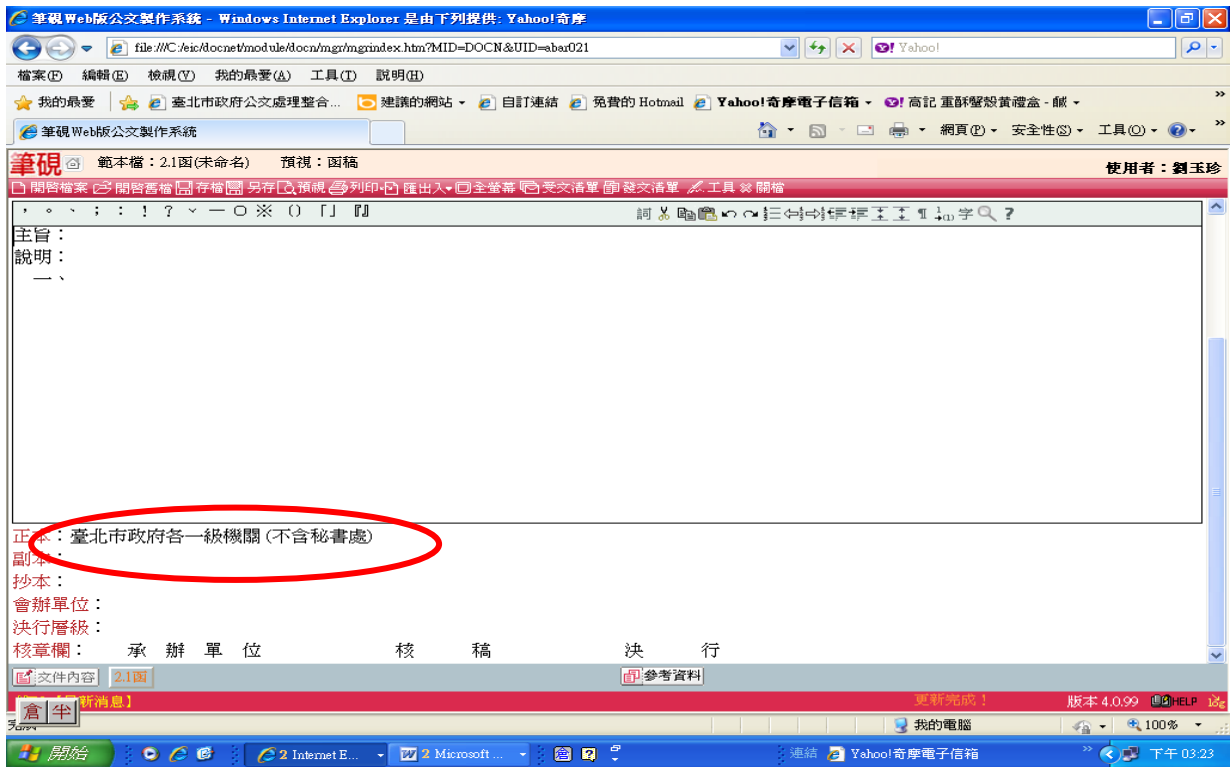 筆硯Web版公文製作系統 - Windows Internet Explorer 是由下列提供: Yahoo!奇摩
file:///C:/eic/docnet/module/docn/mgr/mgrindex.htm?MID=DOCN&UID=abar021 Yahoo!
檔案(F) 編輯(E) 檢視(V) 我的最愛(A) 工具(T) 說明(H)
我的最愛 臺北市政府公文處理整合... 建議的網站 自訂連結 免費的 Hotmail Yahoo!奇摩電子信箱 高記 重酥蟹殼黃禮盒 -
筆硯Web版公文製作系統 網頁(P) 安全性(S) 工具(O)
筆硯 範本檔：2.1函(未命名) 預視：函稿 使用者：劉玉珍
開啟檔案 開啟舊檔 存檔 另存 預視 列印 匯出入 全螢幕 受文清單 發文清單 工具 關檔
， 。 、 ； ： ！ ？ ﹀ — ○ ※ （） 「」 『』 詞 ¶ 字 ?
主旨：
說明：
一、
正本：臺北市政府各一級機關 (不含秘書處)
副本：
抄本：
會辦單位：
決行層級：
核章欄： 承 辦 單 位 核 稿 決 行
文件內容 2.1函 參考資料
新消息】 更新完成！ 版本 4.0.99 HELP
倉 半
我的電腦 100%
開始 2 Internet E... 2 Microsoft ... 倉 連結 Yahoo!奇摩電子信箱 下午 03:23